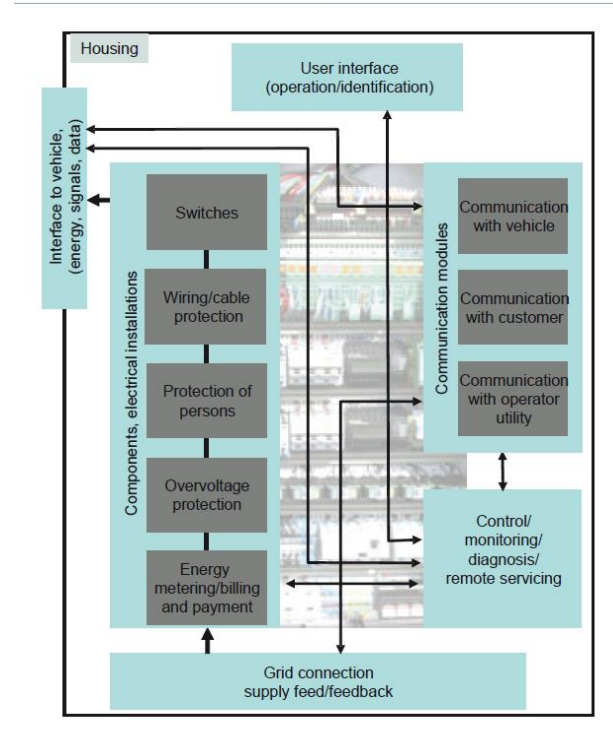 Housing
User interface
(operation/identification)
Interface to vehicle,
(energy, signals, data)
Components, electrical installations
Switches
Wiring/cable
protection
Protection of
persons
Overvoltage
protection
Energy
metering/billing
and payment
Communication modules
Communication
with vehicle
Communication
with customer
Communication
with operator
utility
Control/
monitoring/
diagnosis/
remote servicing
Grid connection
supply feed/feedback